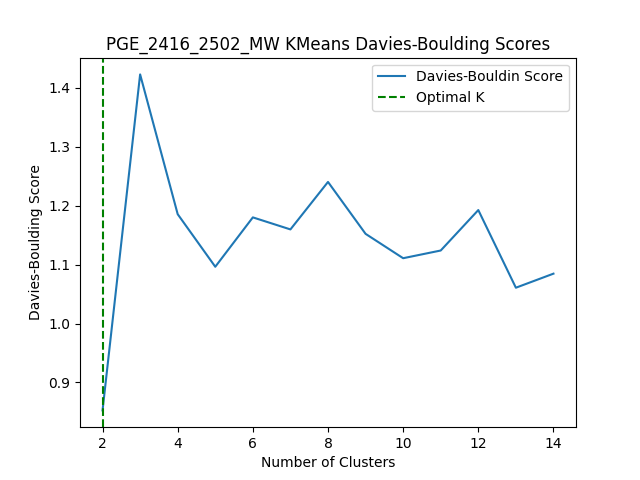 PGE_2416_2502_MW KMeans Davies-Boulding Scores
Davies-Bouldin Score
Optimal K
Davies-Boulding Score
1.4
1.3
1.2
1.1
1.0
0.9
2 4 6 8 10 12 14
Number of Clusters